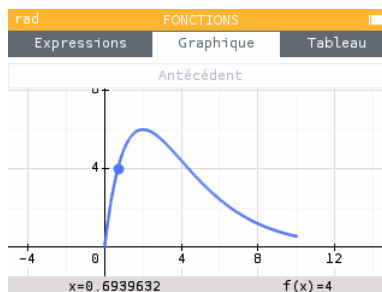 rad FONCTIONS
Expressions Graphique Tableau
Antécédent
4
-4 0 4 8 12
x=0.6939632 f(x)=4